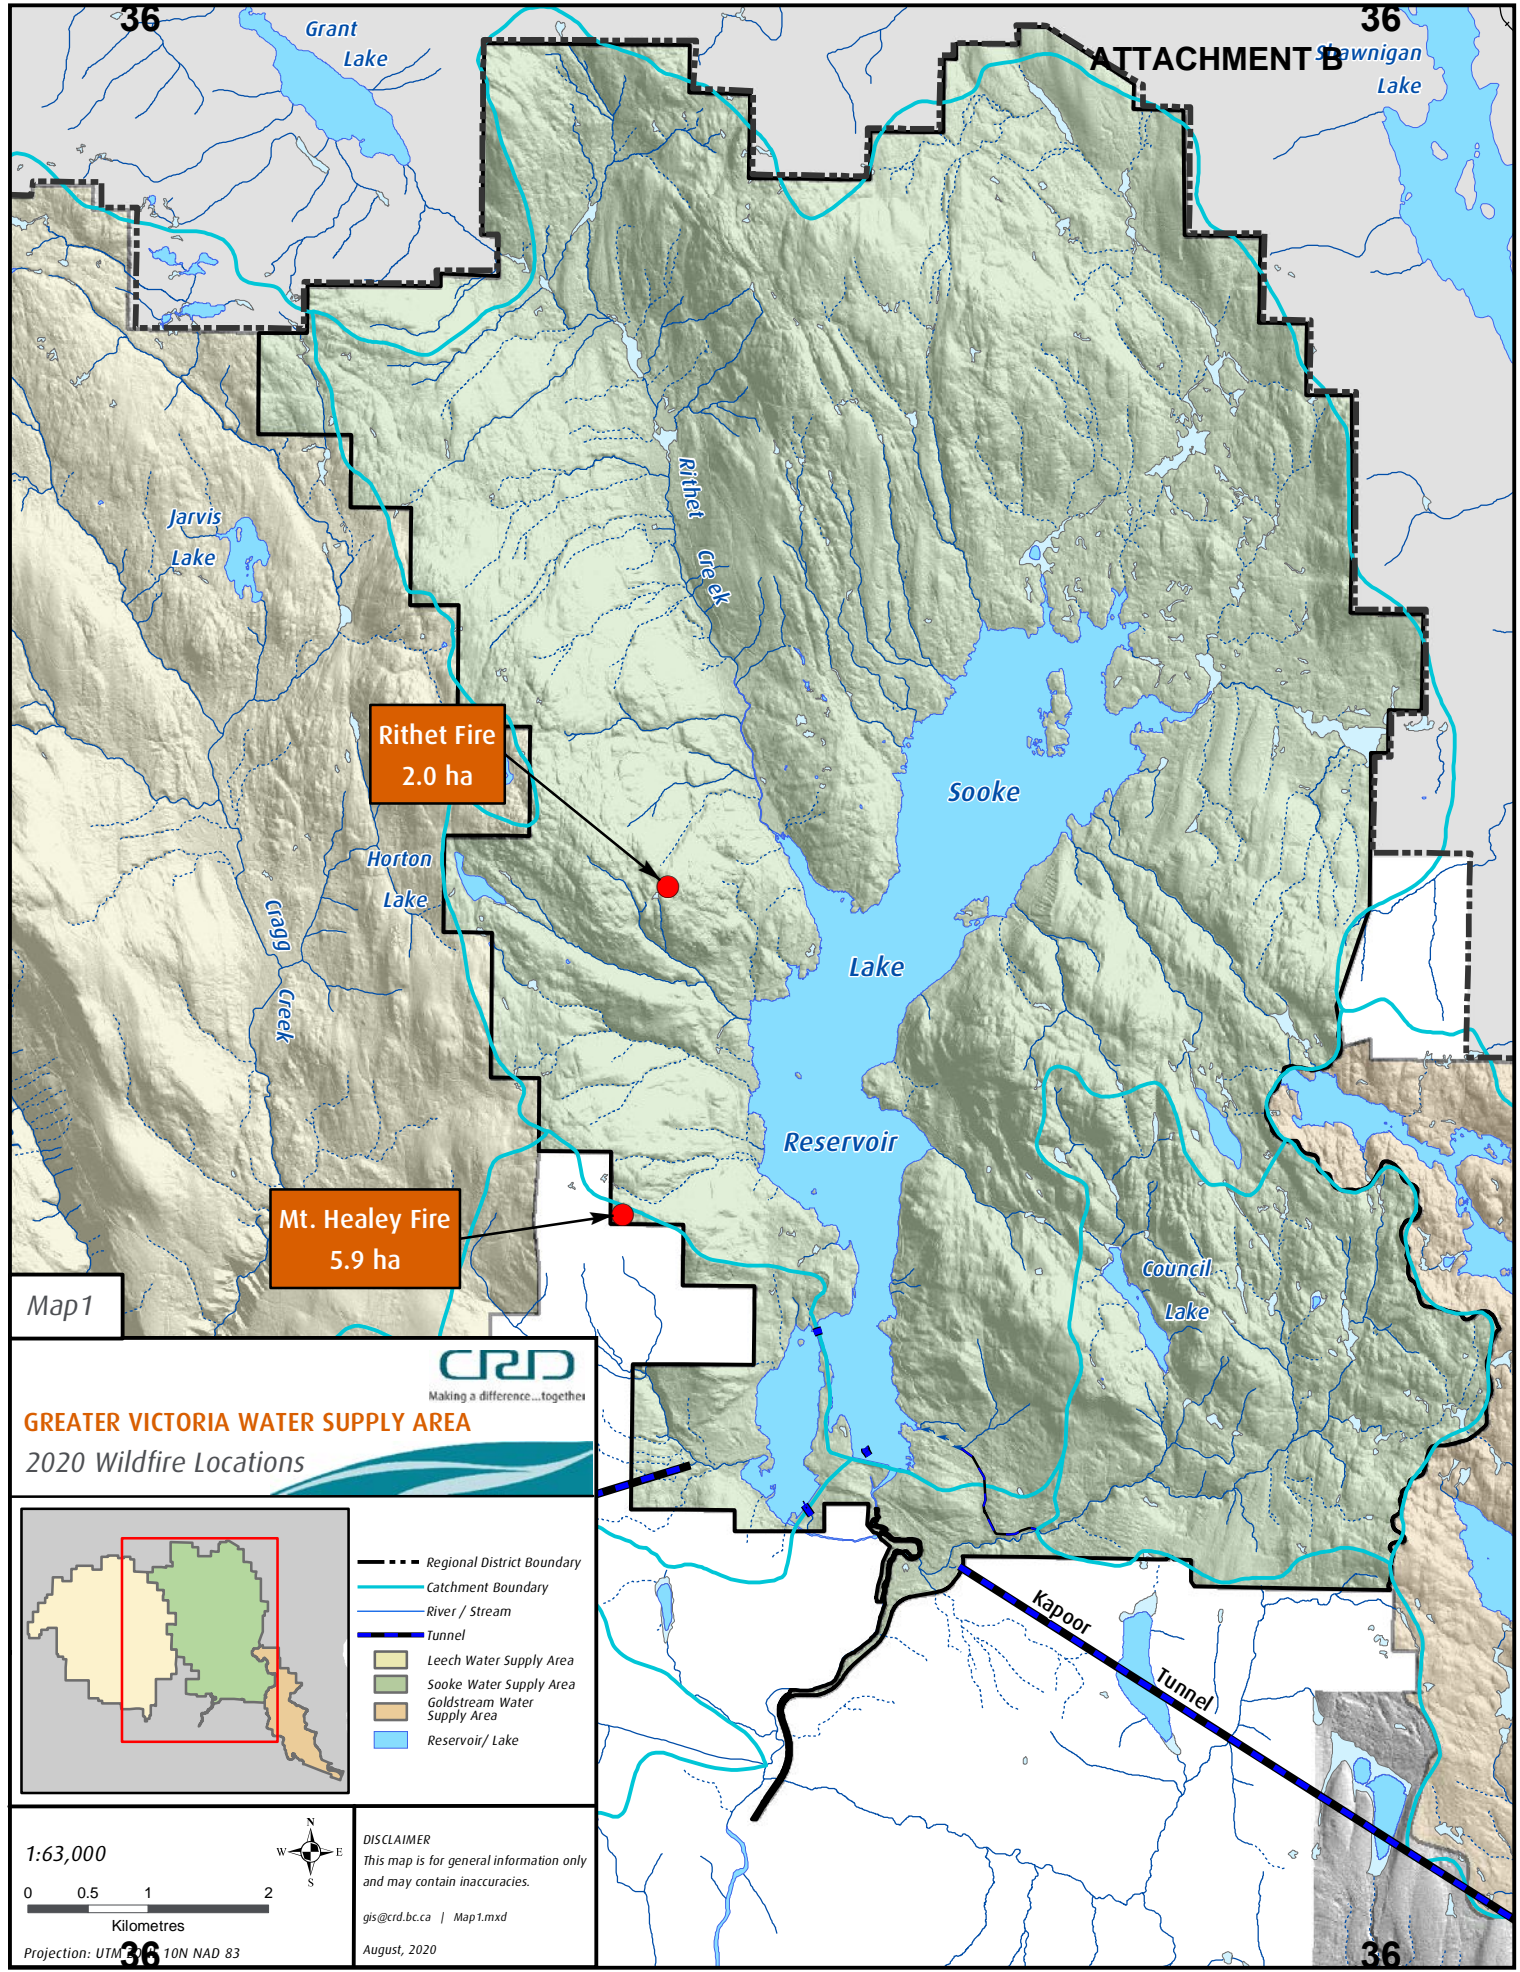 36
36
ATTACHMENT B
Grant
Lake
Shawnigan
Lake
Jarvis
Lake
Rithet
Creek
Rithet Fire
2.0 ha
Sooke
Horton
Lake
Cragg
Creek
Lake
Reservoir
Mt. Healey Fire
5.9 ha
Council
Lake
Map1
CRD
Making a difference...together
GREATER VICTORIA WATER SUPPLY AREA
2020 Wildfire Locations
Regional District Boundary
Catchment Boundary
River / Stream
Tunnel
Leech Water Supply Area
Sooke Water Supply Area
Goldstream Water
Supply Area
Reservoir/ Lake
Kapoor
Tunnel
1:63,000
N
W E
S
0 0.5 1 2
Kilometres
Projection: UTM 10N NAD 83
DISCLAIMER
This map is for general information only
and may contain inaccuracies.
gis@crd.bc.ca | Map1.mxd
August, 2020
36
36